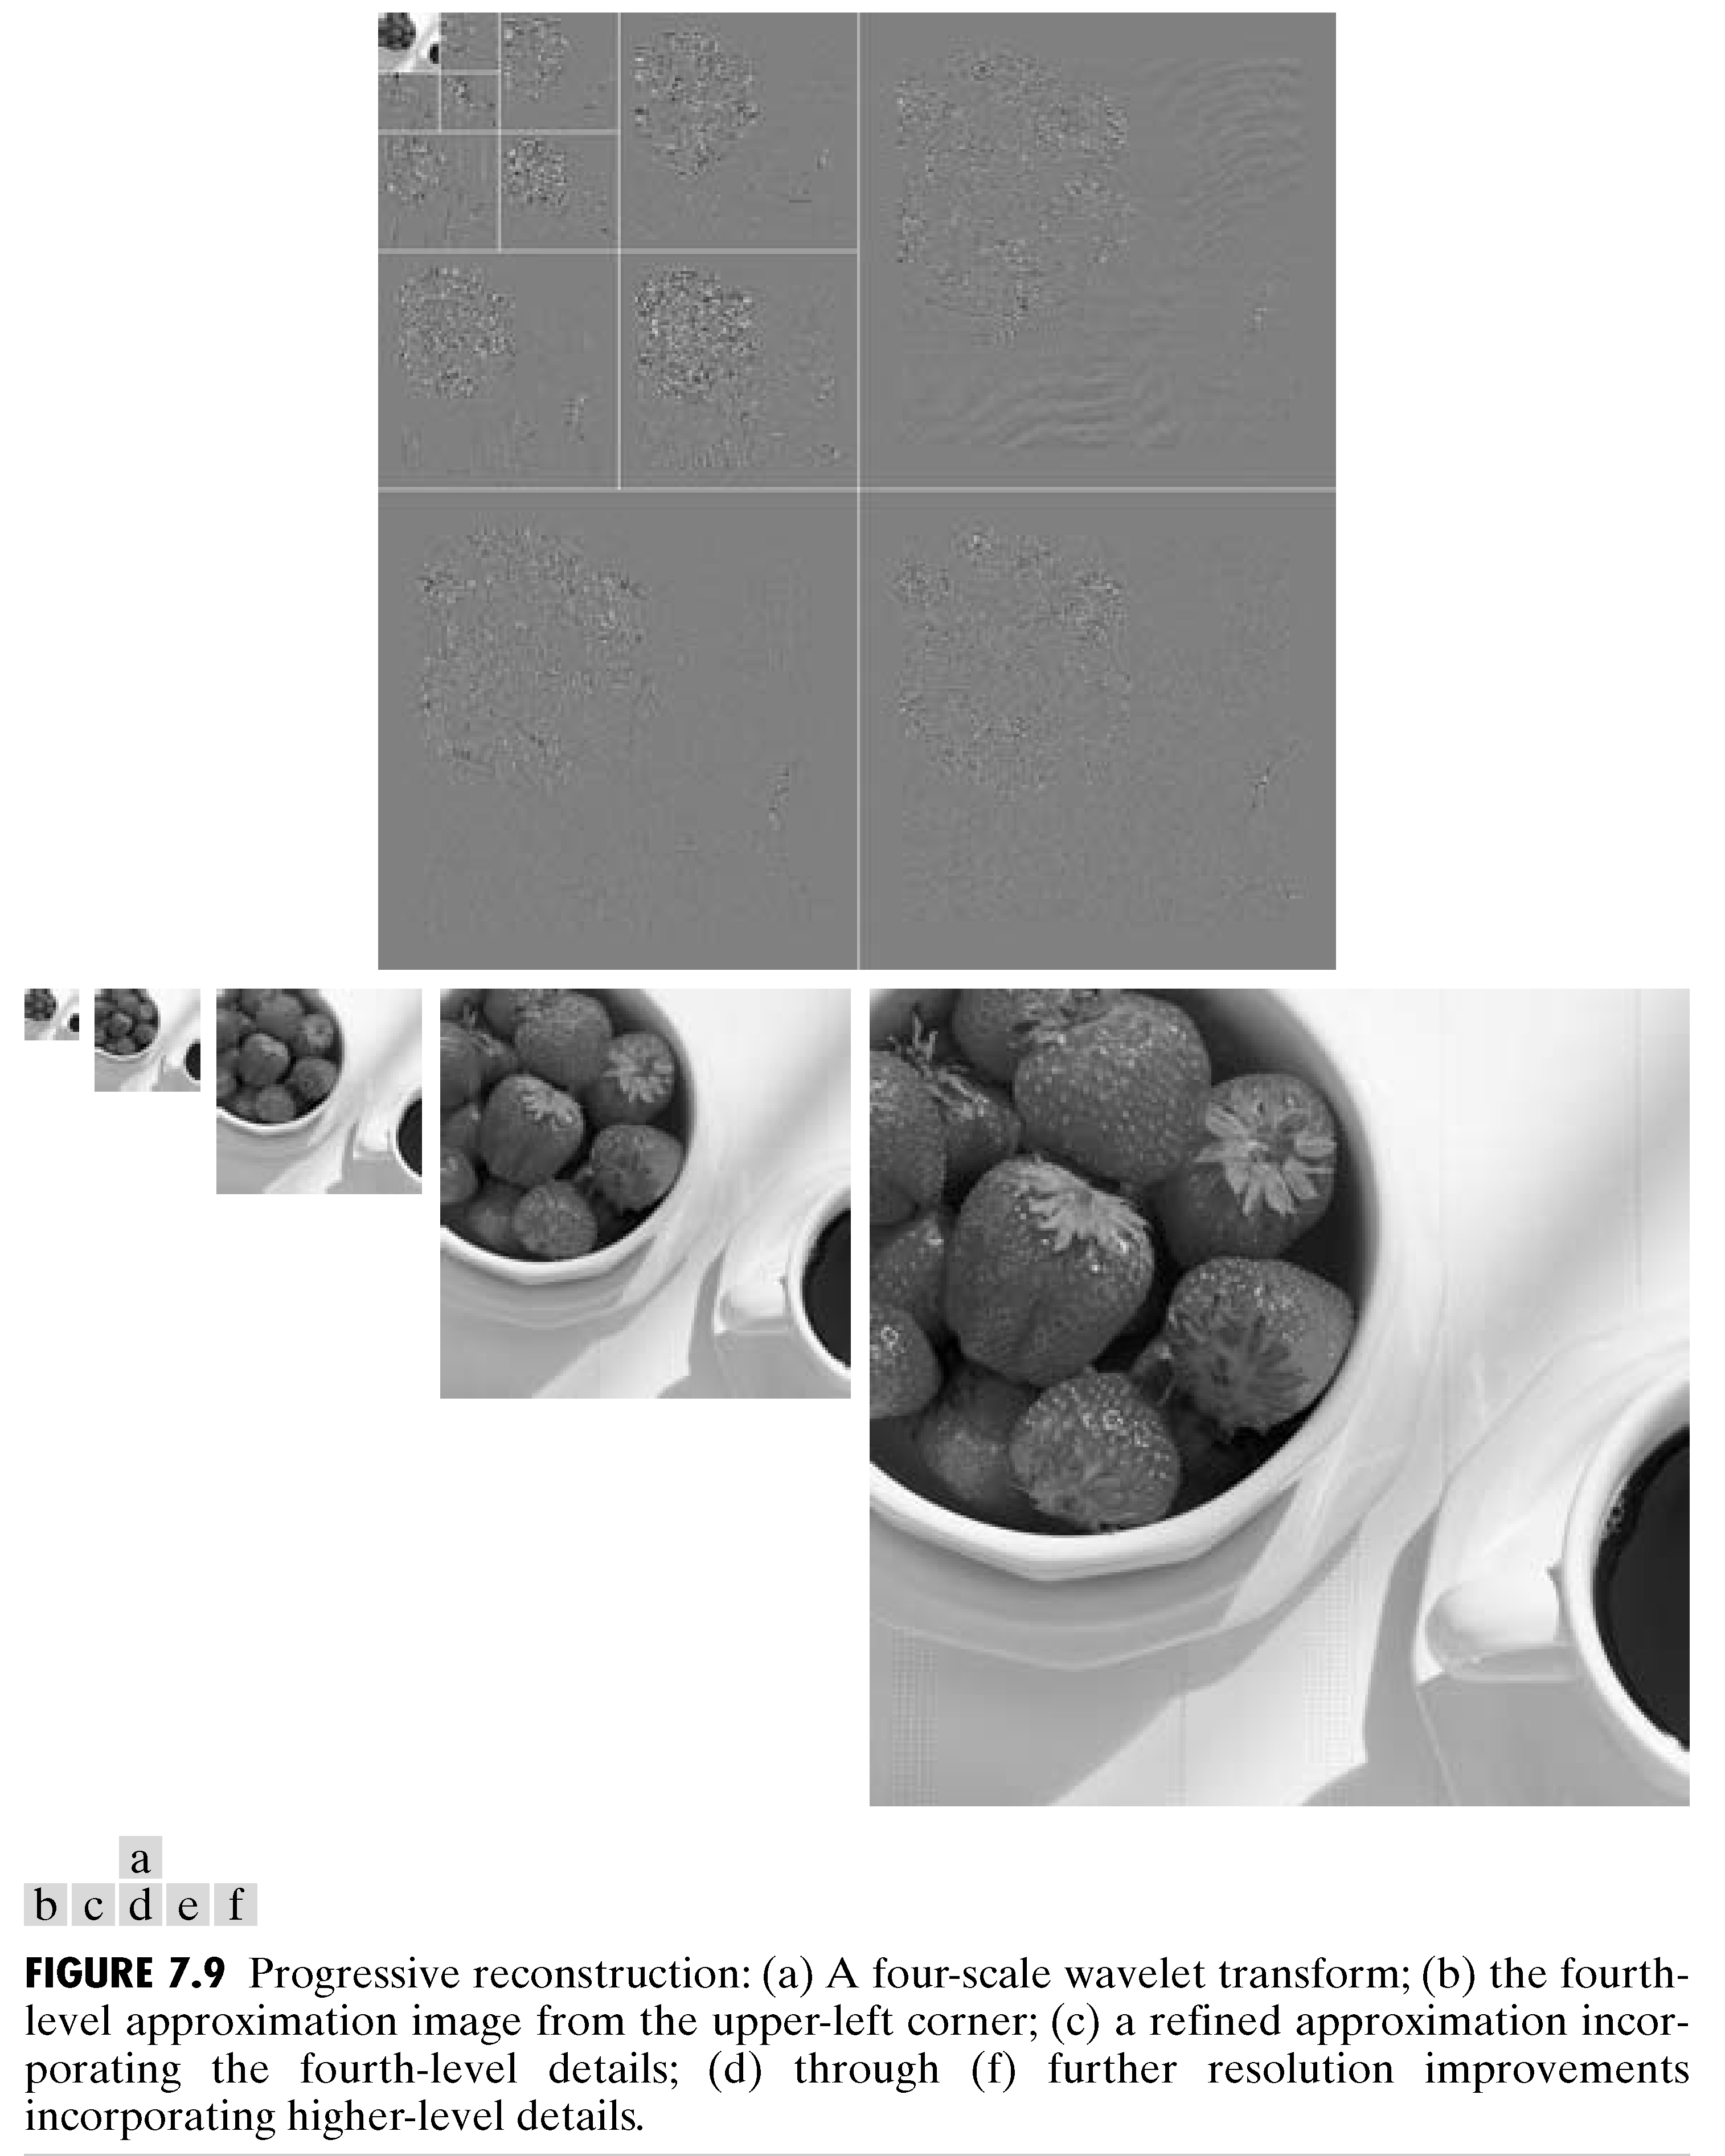 a
b c d e f
FIGURE 7.9 Progressive reconstruction: (a) A four-scale wavelet transform; (b) the fourth-
level approximation image from the upper-left corner; (c) a refined approximation incor-
porating the fourth-level details; (d) through (f) further resolution improvements
incorporating higher-level details.